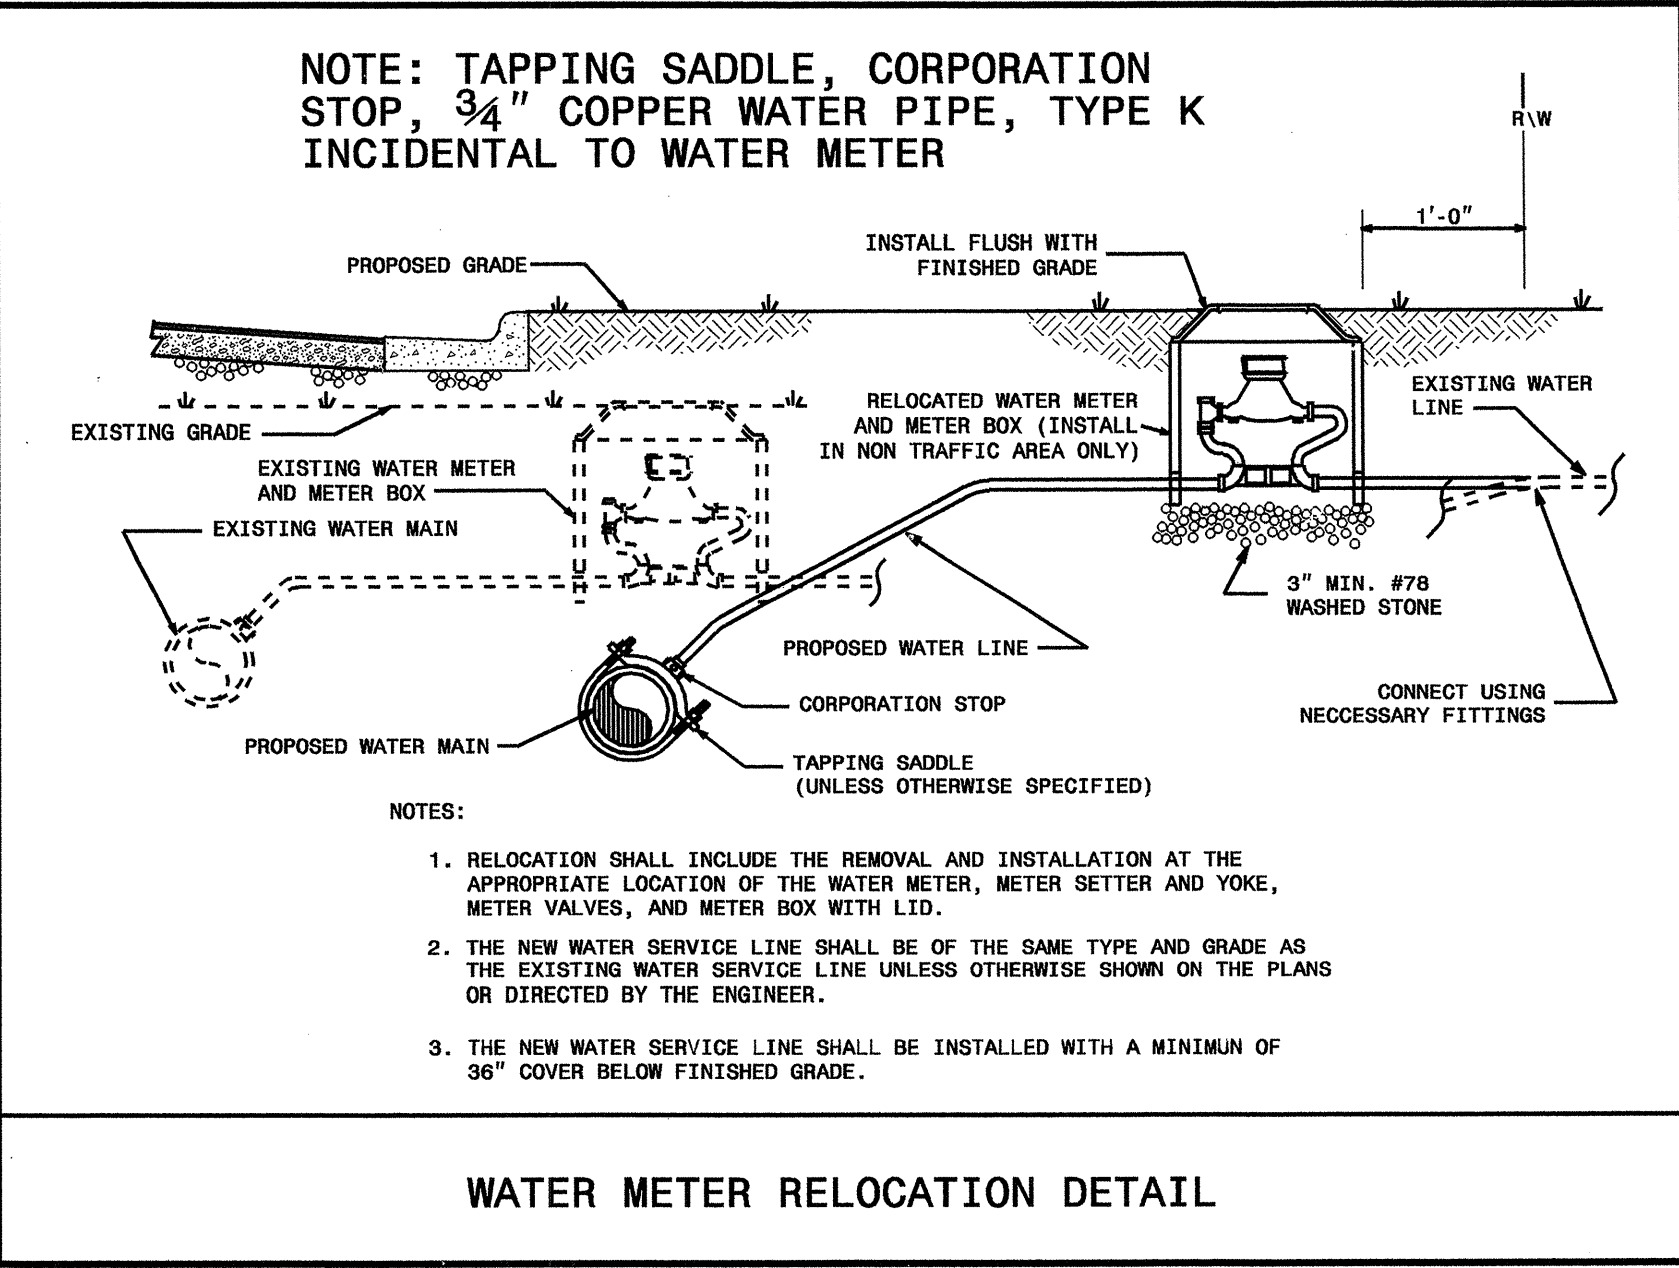 NOTE: TAPPING SADDLE, CORPORATION
STOP, 3/4" COPPER WATER PIPE, TYPE K
INCIDENTAL TO WATER METER
R\W
1'-0"
INSTALL FLUSH WITH
FINISHED GRADE
PROPOSED GRADE
EXISTING GRADE
RELOCATED WATER METER
AND METER BOX (INSTALL
IN NON TRAFFIC AREA ONLY)
EXISTING WATER
LINE
EXISTING WATER METER
AND METER BOX
EXISTING WATER MAIN
3" MIN. #78
WASHED STONE
PROPOSED WATER LINE
CORPORATION STOP
CONNECT USING
NECCESSARY FITTINGS
PROPOSED WATER MAIN
TAPPING SADDLE
(UNLESS OTHERWISE SPECIFIED)
NOTES:
1. RELOCATION SHALL INCLUDE THE REMOVAL AND INSTALLATION AT THE
APPROPRIATE LOCATION OF THE WATER METER, METER SETTER AND YOKE,
METER VALVES, AND METER BOX WITH LID.
2. THE NEW WATER SERVICE LINE SHALL BE OF THE SAME TYPE AND GRADE AS
THE EXISTING WATER SERVICE LINE UNLESS OTHERWISE SHOWN ON THE PLANS
OR DIRECTED BY THE ENGINEER.
3. THE NEW WATER SERVICE LINE SHALL BE INSTALLED WITH A MINIMUN OF
36" COVER BELOW FINISHED GRADE.
WATER METER RELOCATION DETAIL